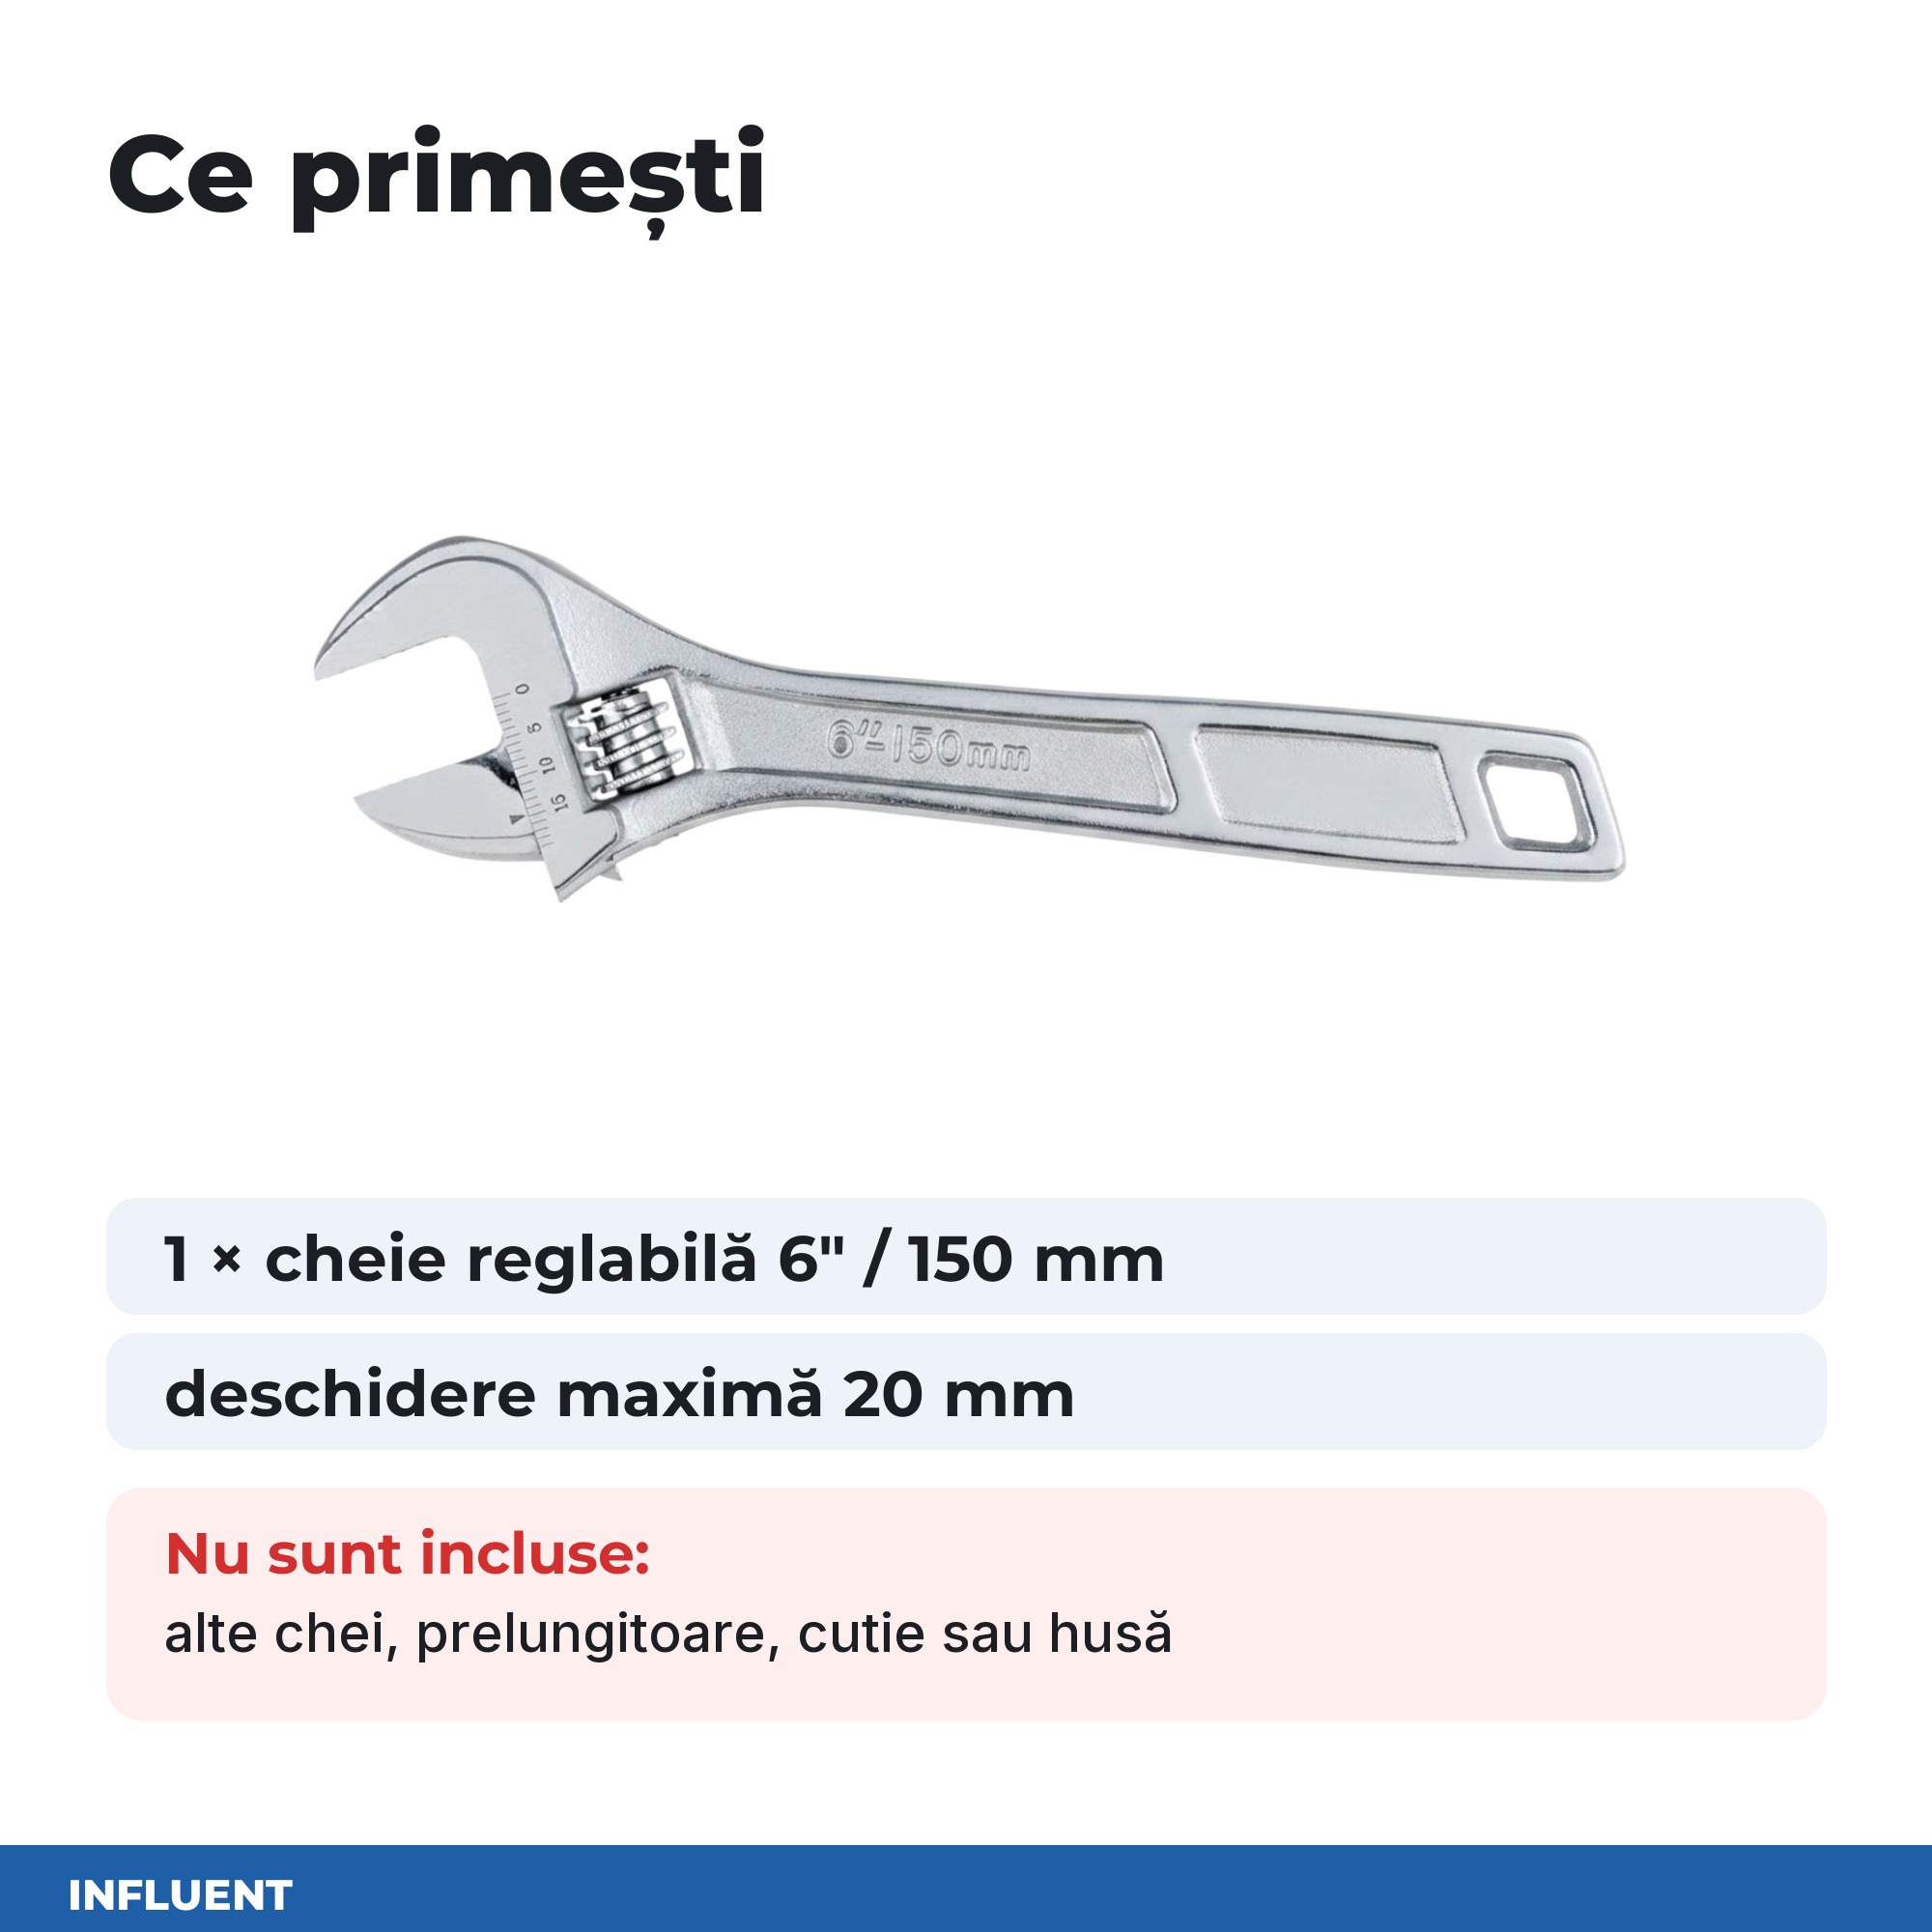 Ce primești
0
5
10
15
6"-150mm
1 × cheie reglabilă 6" / 150 mm
deschidere maximă 20 mm
Nu sunt incluse:
alte chei, prelungitoare, cutie sau husă
INFLUENT